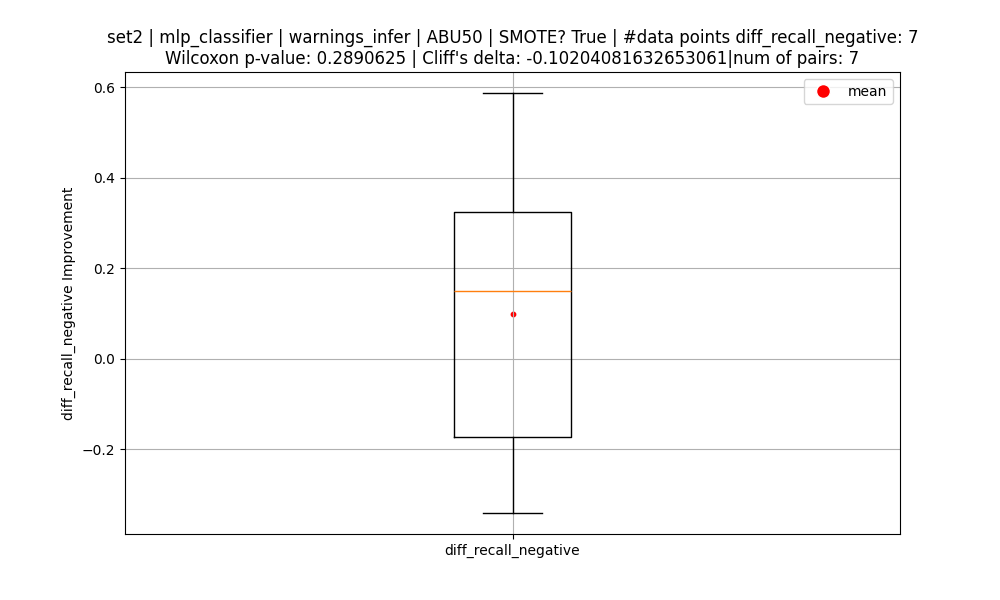 set2 | mlp_classifier | warnings_infer | ABU50 | SMOTE? True | #data points diff_recall_negative: 7
Wilcoxon p-value: 0.2890625 | Cliff's delta: -0.10204081632653061|num of pairs: 7
mean
0.6
0.4
0.2
0.0
−0.2
diff_recall_negative Improvement
diff_recall_negative